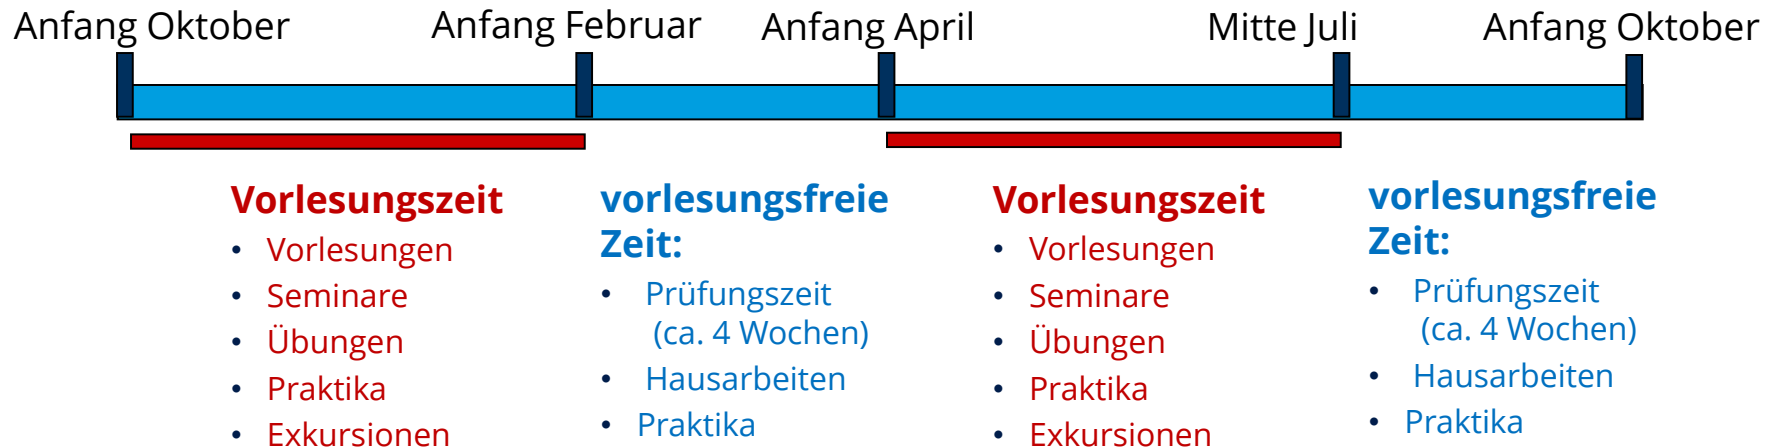 Anfang Oktober
Anfang Februar
Anfang April
Mitte Juli
Anfang Oktober
Vorlesungszeit
• Vorlesungen
• Seminare
• Übungen
• Praktika
• Exkursionen
vorlesungsfreie
Zeit:
• Prüfungszeit
(ca. 4 Wochen)
• Hausarbeiten
• Praktika
Vorlesungszeit
• Vorlesungen
• Seminare
• Übungen
• Praktika
• Exkursionen
vorlesungsfreie
Zeit:
• Prüfungszeit
(ca. 4 Wochen)
• Hausarbeiten
• Praktika